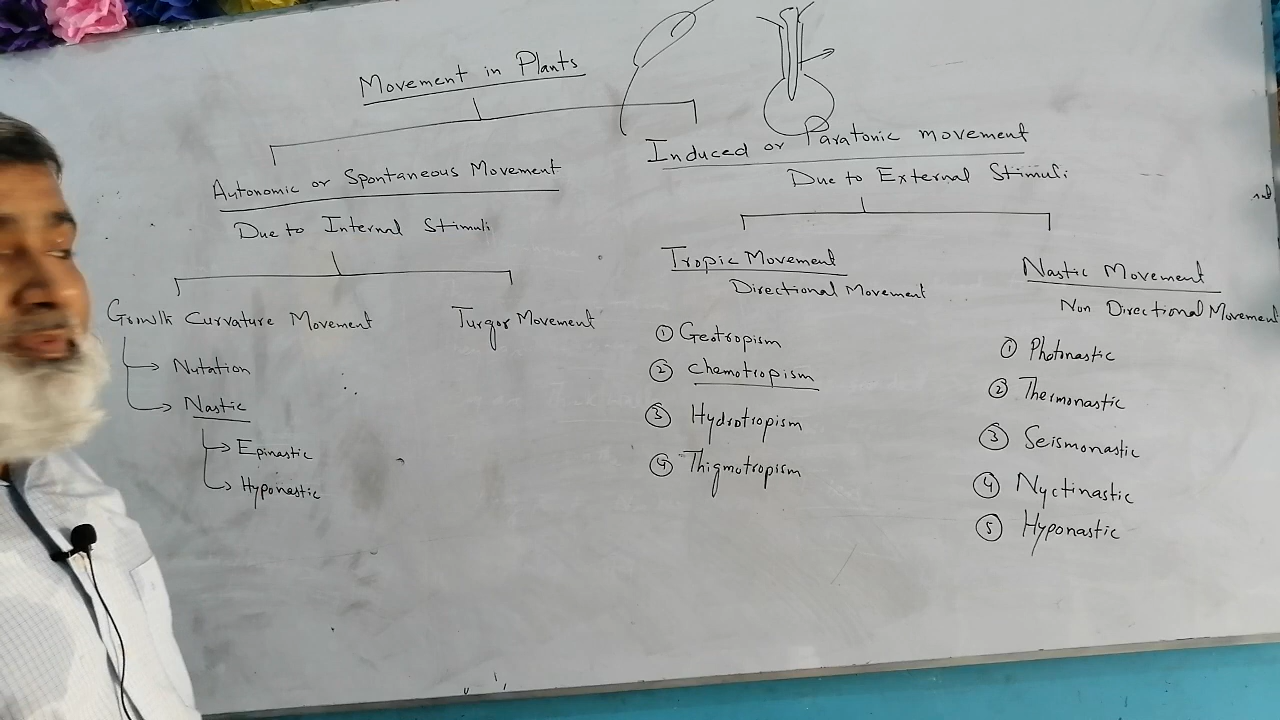 Movement in Plants
Autonomic or Spontaneous Movement
Due to Internal Stimuli
Growth Curvature Movement
Nutation
Nastic
Epinastic
Hyponastic
Turgor Movement
Induced or Paratonic movement
Due to External Stimuli
Tropic Movement
Directional Movement
① Geotropism
② Chemotropism
③ Hydrotropism
④ Thigmotropism
Nastic Movement
Non Directional Movement
① Photonastic
② Thermonastic
③ Seismonastic
④ Nyctinastic
⑤ Hyponastic